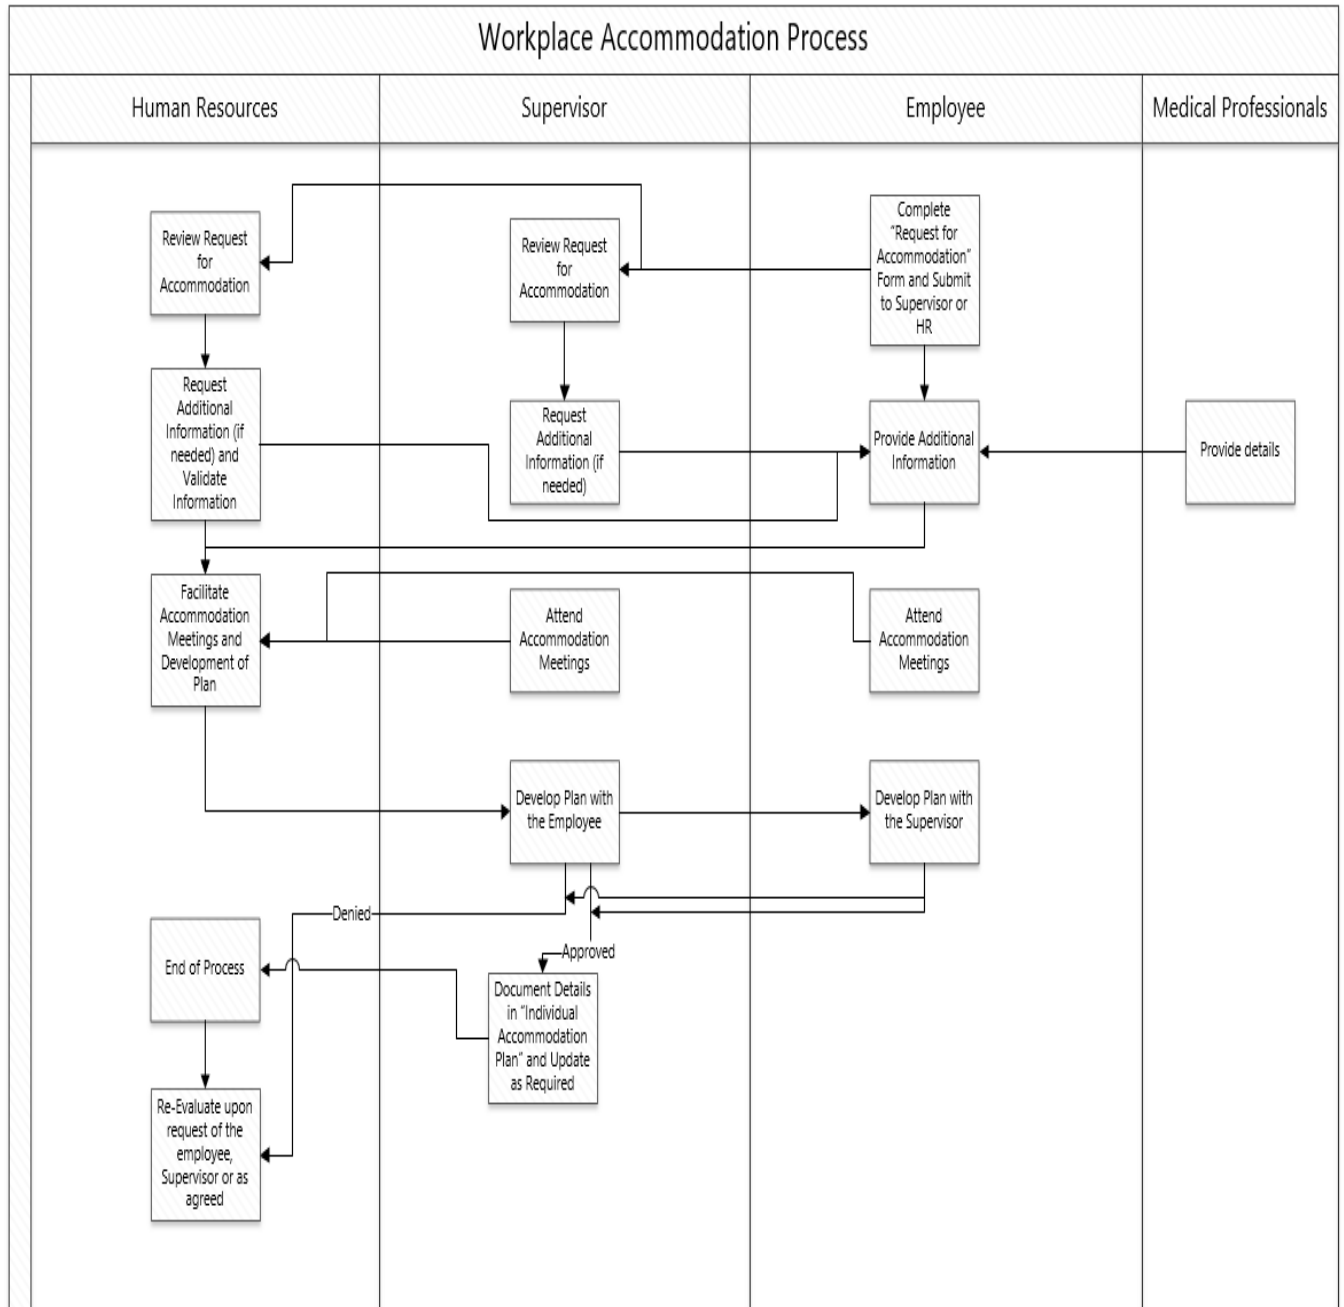 Workplace Accommodation Process
Human Resources
Supervisor
Employee
Medical Professionals
Review Request
for
Accommodation
Review Request
for
Accommodation
Complete
“Request for
Accommodation”
Form and Submit
to Supervisor or
HR
Request
Additional
Information (if
needed) and
Validate
Information
Request
Additional
Information (if
needed)
Provide Additional
Information
Provide details
Facilitate
Accommodation
Meetings and
Development of
Plan
Attend
Accommodation
Meetings
Attend
Accommodation
Meetings
Develop Plan with
the Employee
Develop Plan with
the Supervisor
Denied
Approved
End of Process
Document Details
in “Individual
Accommodation
Plan” and Update
as Required
Re-Evaluate upon
request of the
employee,
Supervisor or as
agreed